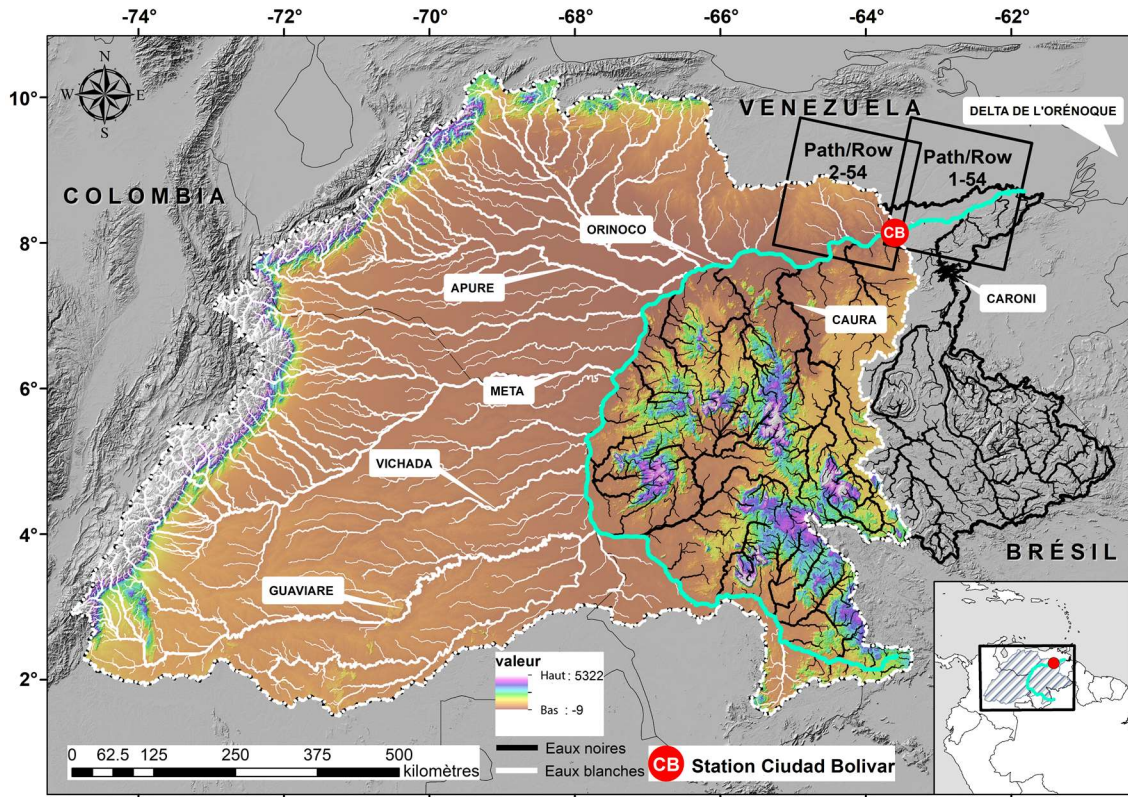 -74 -72 -70 -68 -66 -64 -62°
10°
8°
6°
4°
2°
N
W E
S
VENEZUELA
DELTA DE L'ORÉNOQUE
Path/Row
2-54
Path/Row
1-54
COLOMBIA
ORINOCO
CB
APURE
CARONI
CAURA
META
VICHADA
BRÉSIL
GUAVIARE
valeur
Haut : 5322
Bas : -9
0 62.5 125 250 375 500
kilomètres
Eaux noires
Eaux blanches
CB Station Ciudad Bolivar